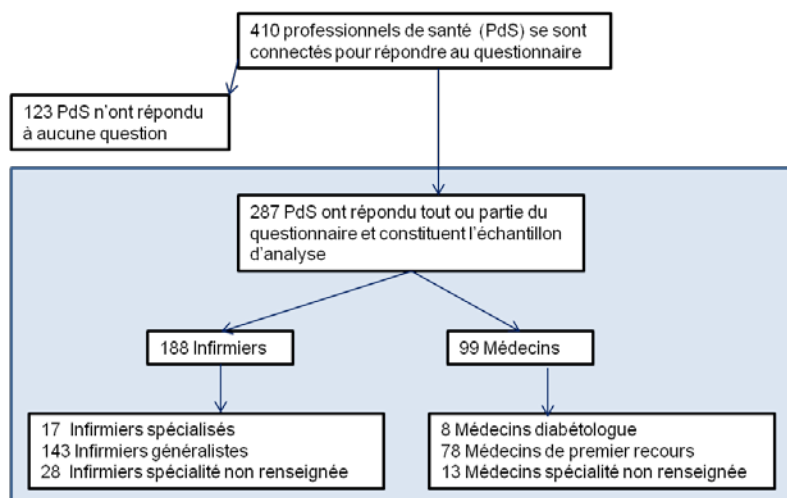 410 professionnels de santé (PdS) se sont
connectés pour répondre au questionnaire
123 PdS n'ont répondu
à aucune question
287 PdS ont répondu tout ou partie du
questionnaire et constituent l'échantillon
d'analyse
188 Infirmiers
99 Médecins
17 Infirmiers spécialisés
143 Infirmiers généralistes
28 Infirmiers spécialité non renseignée
8 Médecins diabétologue
78 Médecins de premier recours
13 Médecins spécialité non renseignée